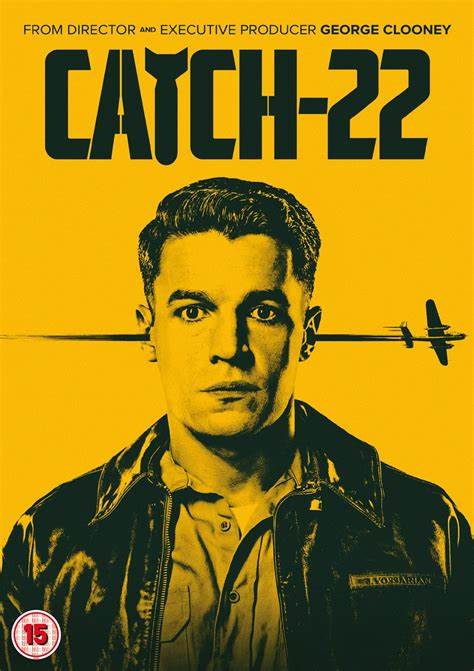 FROM DIRECTOR AND EXECUTIVE PRODUCER GEORGE CLOONEY
CATCH-22
YOSSARIAN
15